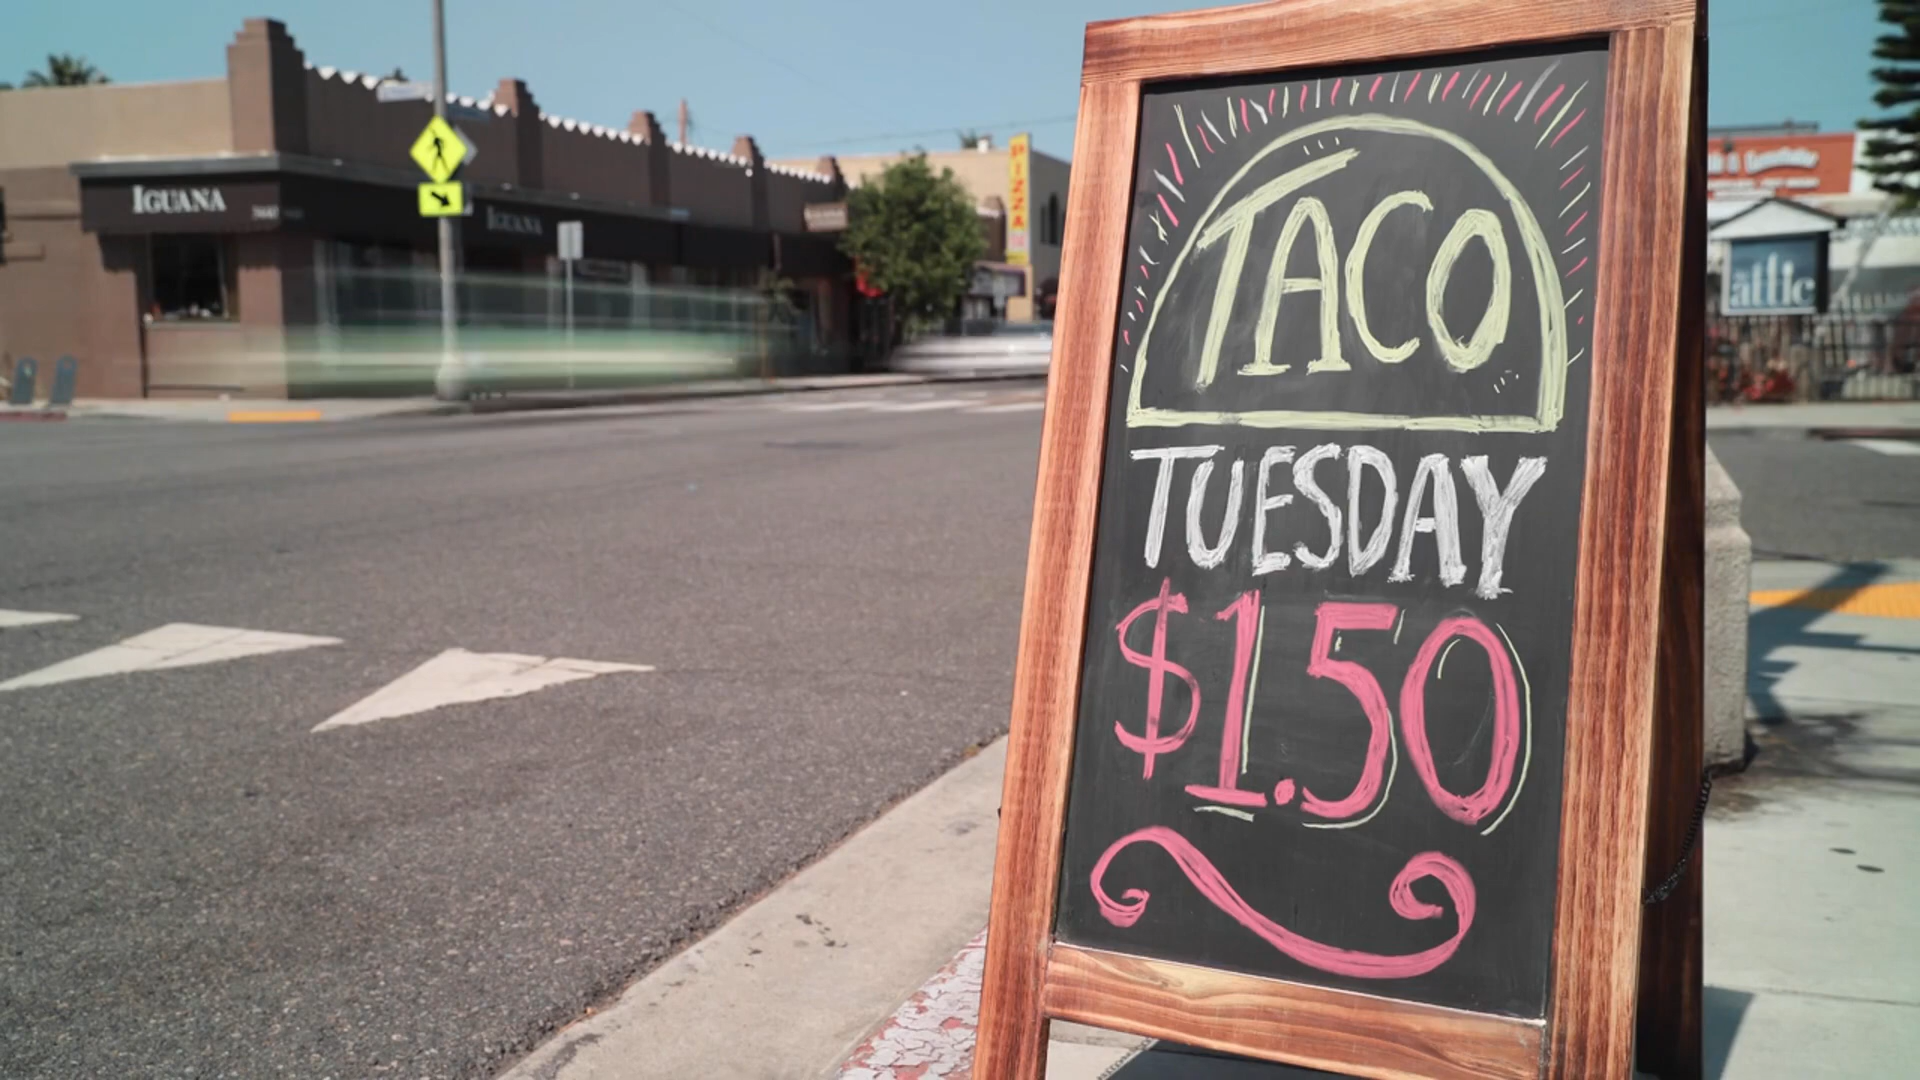 IGUANA
IGUANA
PIZZA
TACO
TUESDAY
$1.50
attic